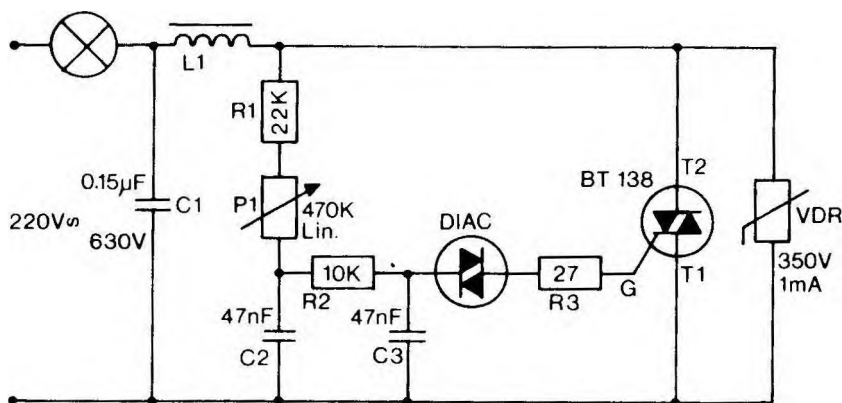 L1
R1
22K
0.15µF
C1
220V∽
630V
P1
470K
Lin.
DIAC
BT 138
T2
VDR
350V
1mA
10K
R2
27
R3
G
T1
47nF
C2
47nF
C3